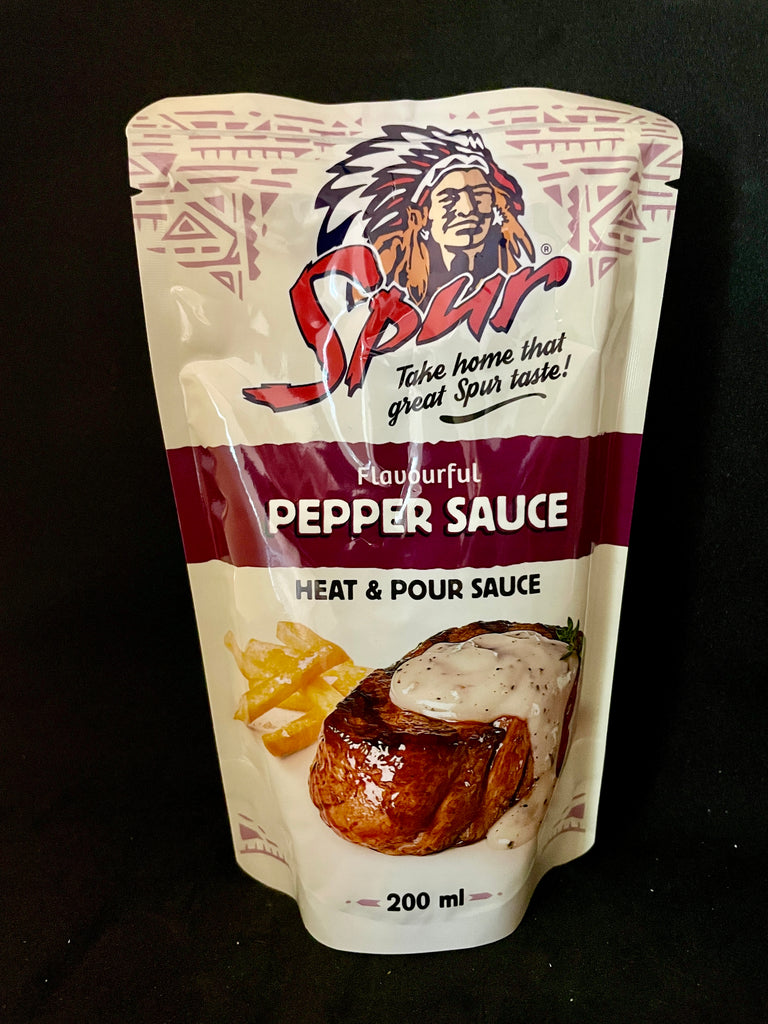 Spur®
Take home that
great Spur taste!
Flavourful
PEPPER SAUCE
HEAT & POUR SAUCE
200 ml